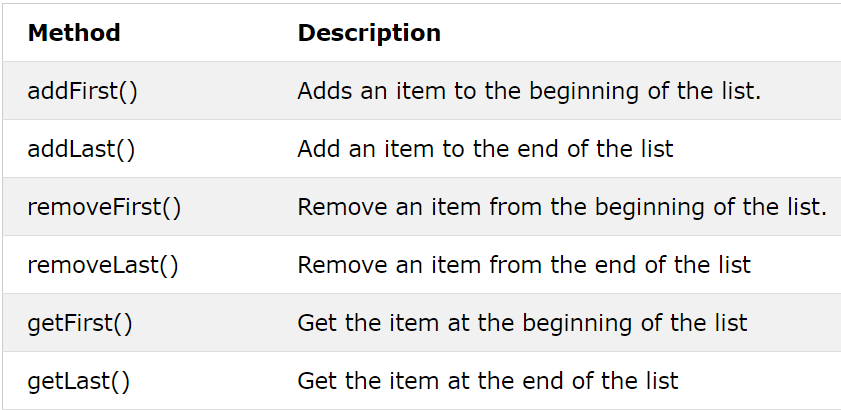 Method Description
addFirst() Adds an item to the beginning of the list.
addLast() Add an item to the end of the list
removeFirst() Remove an item from the beginning of the list.
removeLast() Remove an item from the end of the list
getFirst() Get the item at the beginning of the list
getLast() Get the item at the end of the list